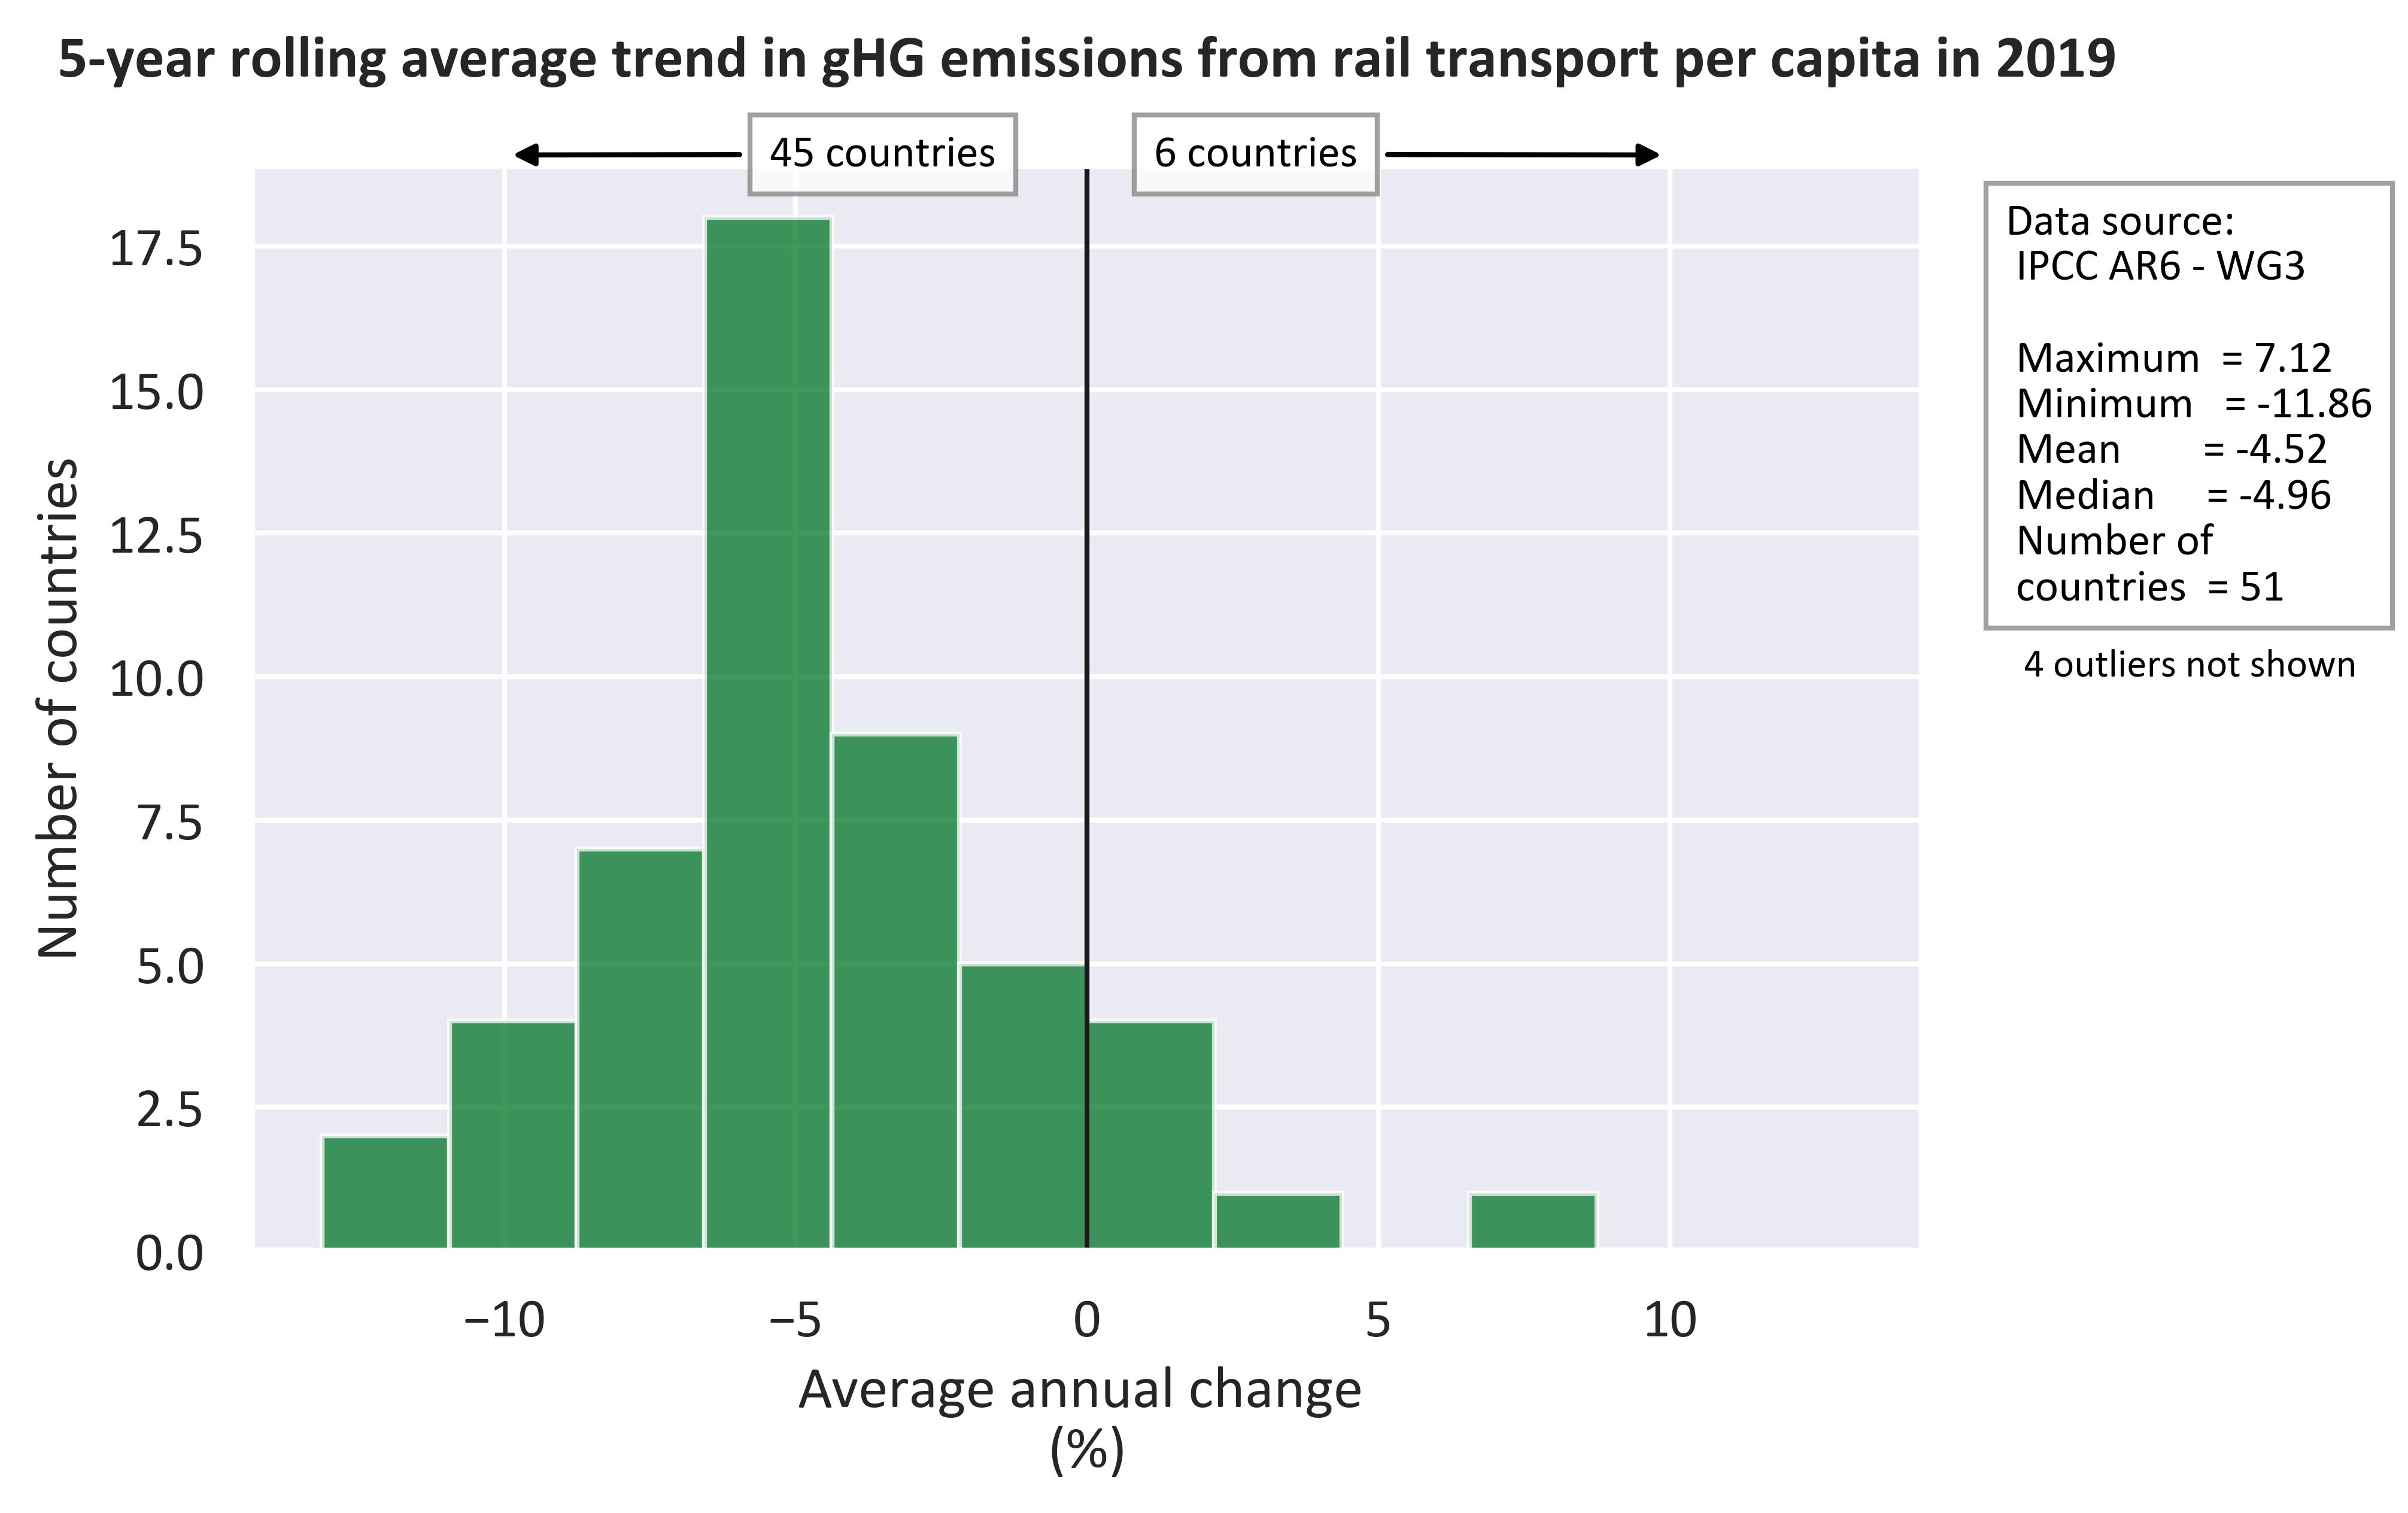 5-year rolling average trend in gHG emissions from rail transport per capita in 2019
45 countries
6 countries
Number of countries
17.5
15.0
12.5
10.0
7.5
5.0
2.5
0.0
−10
−5
0
5
10
Average annual change
(%)
Data source:
IPCC AR6 - WG3
Maximum = 7.12
Minimum = -11.86
Mean = -4.52
Median = -4.96
Number of
countries = 51
4 outliers not shown